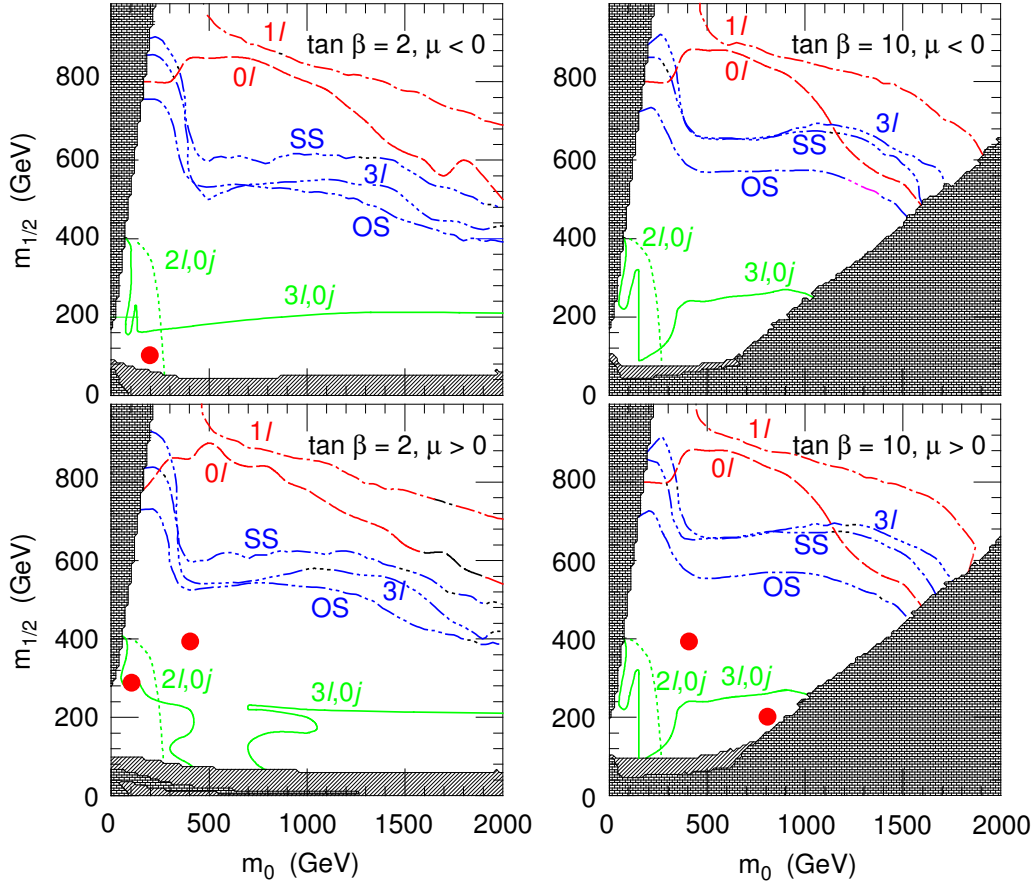 tan β = 2, μ < 0
1l
0l
SS
3l
OS
2l,0j
3l,0j
m1/2 (GeV)
800
600
400
200
0
tan β = 10, μ < 0
1l
0l
3l
SS
OS
2l,0j
3l,0j
800
600
400
200
0
tan β = 2, μ > 0
1l
0l
SS
3l
OS
2l,0j
3l,0j
m1/2 (GeV)
800
600
400
200
0
0 500 1000 1500 2000
m0 (GeV)
tan β = 10, μ > 0
1l
0l
3l
SS
OS
2l,0j
3l,0j
800
600
400
200
0
0 500 1000 1500 2000
m0 (GeV)